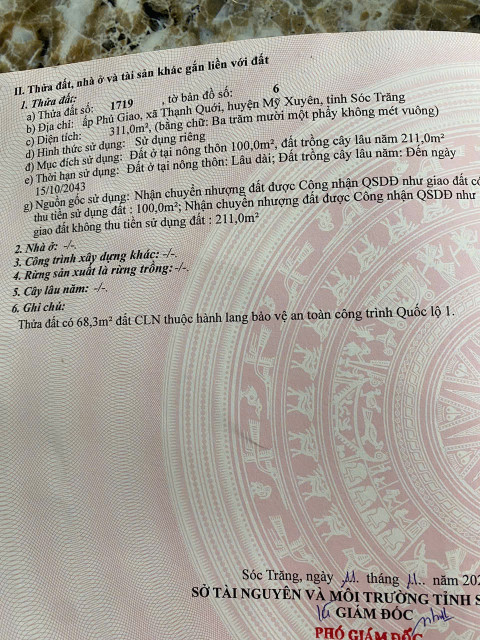 II. Thửa đất, nhà ở và tài sản khác gắn liền với đất
1. Thửa đất:
a) Thửa đất số: 1719 , tờ bản đồ số: 6
b) Địa chỉ: ấp Phú Giao, xã Thạnh Quới, huyện Mỹ Xuyên, tỉnh Sóc Trăng
c) Diện tích: 311,0m², (bằng chữ: Ba trăm mười một phẩy không mét vuông)
d) Hình thức sử dụng: Sử dụng riêng
đ) Mục đích sử dụng: Đất ở tại nông thôn 100,0m², đất trồng cây lâu năm 211,0m²
e) Thời hạn sử dụng: Đất ở tại nông thôn: Lâu dài; Đất trồng cây lâu năm: Đến ngày
15/10/2043
g) Nguồn gốc sử dụng: Nhận chuyển nhượng đất được Công nhận QSDĐ như giao đất có
thu tiền sử dụng đất : 100,0m²; Nhận chuyển nhượng đất được Công nhận QSDĐ như
giao đất không thu tiền sử dụng đất : 211,0m²
2. Nhà ở: -/-.
3. Công trình xây dựng khác: -/-.
4. Rừng sản xuất là rừng trồng: -/-.
5. Cây lâu năm: -/-.
6. Ghi chú:
Thửa đất có 68,3m² đất CLN thuộc hành lang bảo vệ an toàn công trình Quốc lộ 1.
Sóc Trăng, ngày 11 tháng 11.. năm 202
SỞ TÀI NGUYÊN VÀ MÔI TRƯỜNG TỈNH S
GIÁM ĐỐC
PHÓ GIÁM ĐỐC